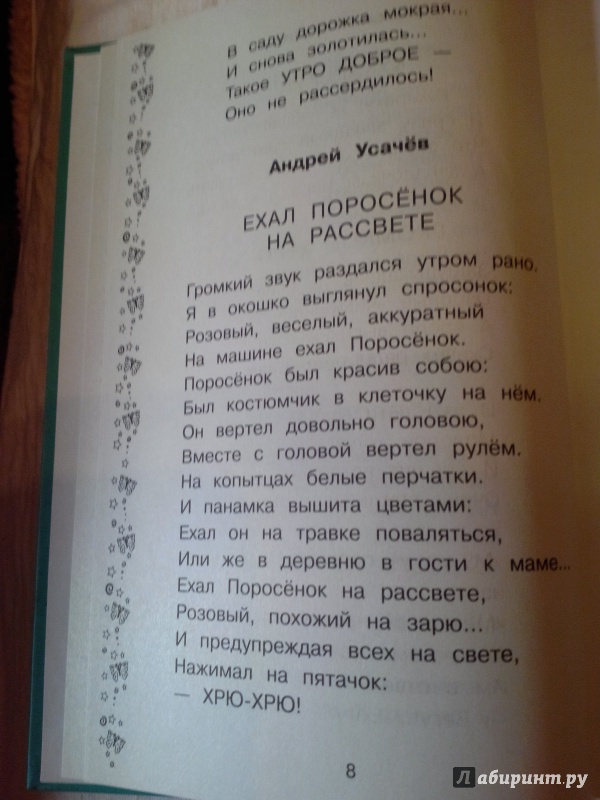 В саду дорожка мокрая...
И снова золотилась...
Такое УТРО ДОБРОЕ —
Оно не рассердилось!
Андрей Усачёв
ЕХАЛ ПОРОСЁНОК
НА РАССВЕТЕ
Громкий звук раздался утром рано,
Я в окошко выглянул спросонок:
Розовый, веселый, аккуратный
На машине ехал Поросёнок.
Поросёнок был красив собою:
Был костюмчик в клеточку на нём.
Он вертел довольно головою,
Вместе с головой вертел рулём.
На копытцах белые перчатки.
И панамка вышита цветами:
Ехал он на травке поваляться,
Или же в деревню в гости к маме...
Ехал Поросёнок на рассвете,
Розовый, похожий на зарю...
И предупреждая всех на свете,
Нажимал на пятачок:
— ХРЮ-ХРЮ!
8
Лабиринт.ру